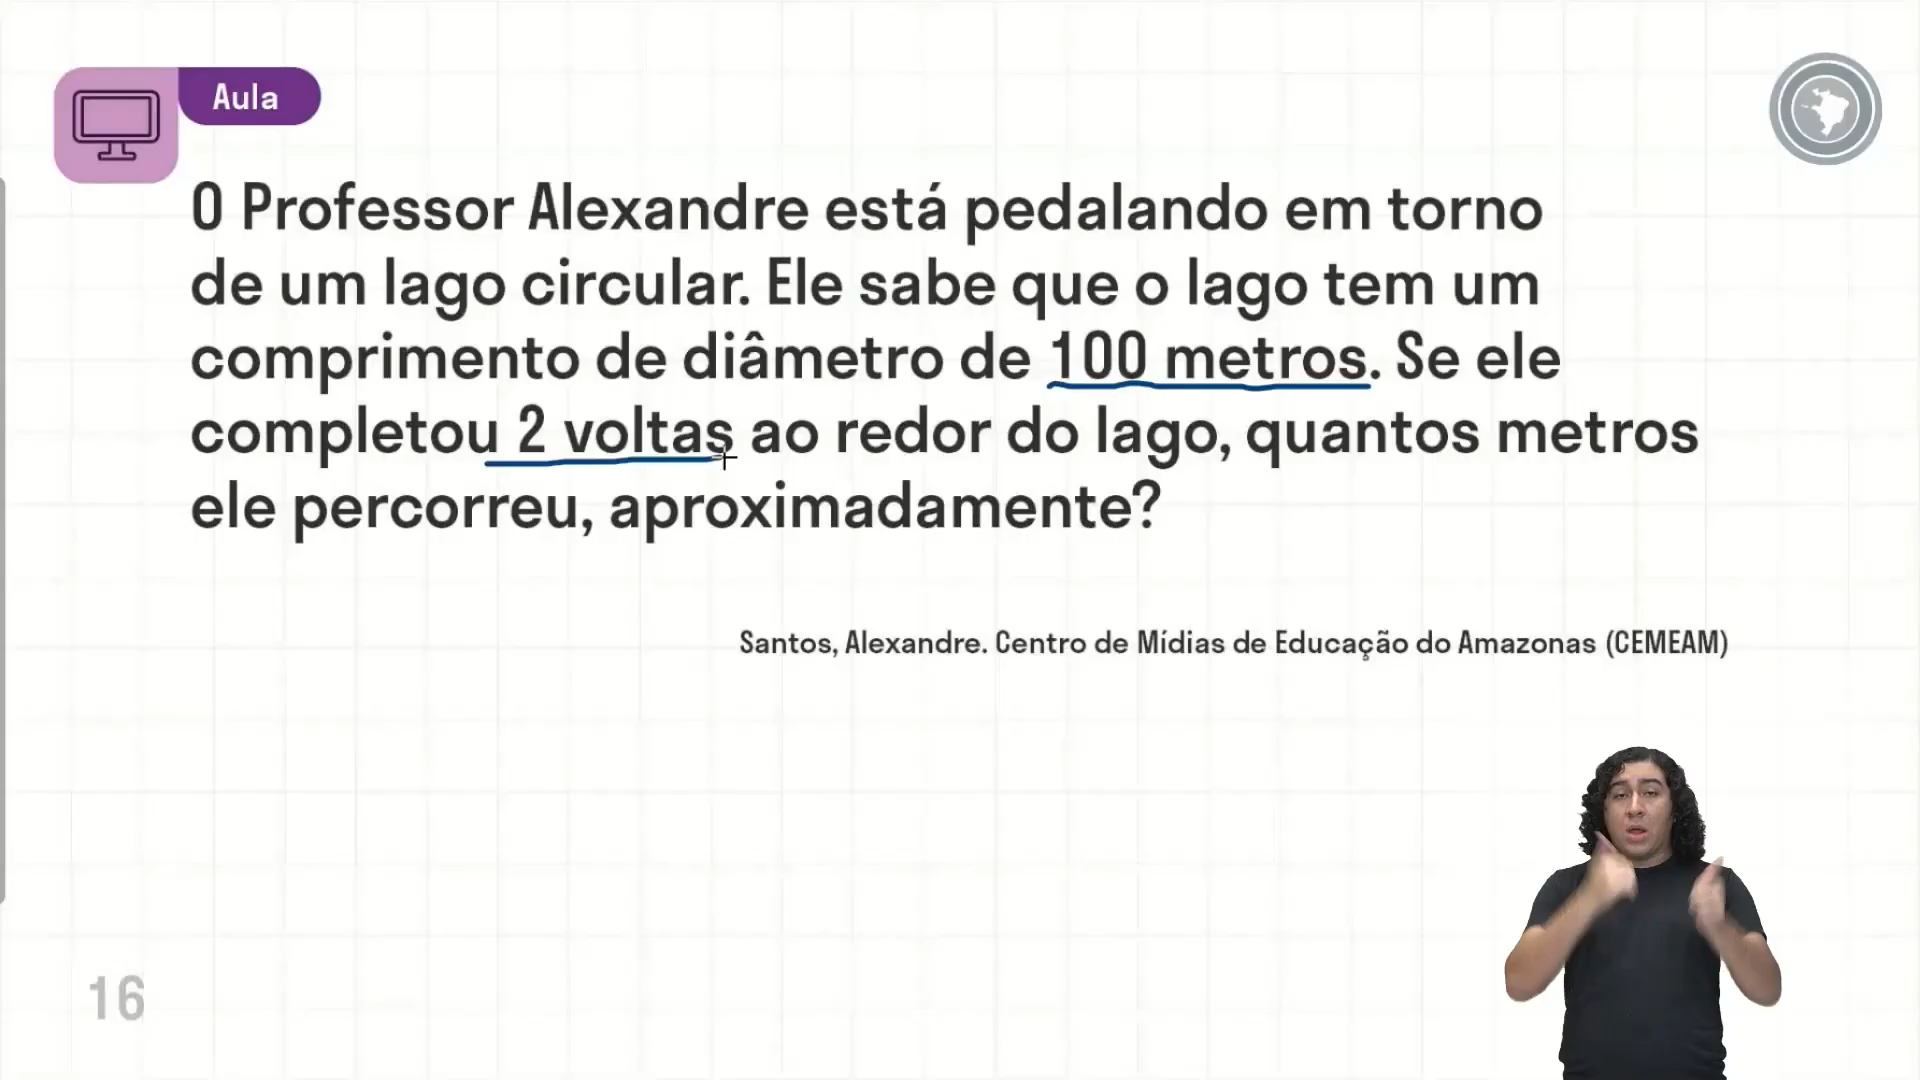 Aula
O Professor Alexandre está pedalando em torno
de um lago circular. Ele sabe que o lago tem um
comprimento de diâmetro de 100 metros. Se ele
completou 2 voltas ao redor do lago, quantos metros
ele percorreu, aproximadamente?
Santos, Alexandre. Centro de Mídias de Educação do Amazonas (CEMEAM)
16